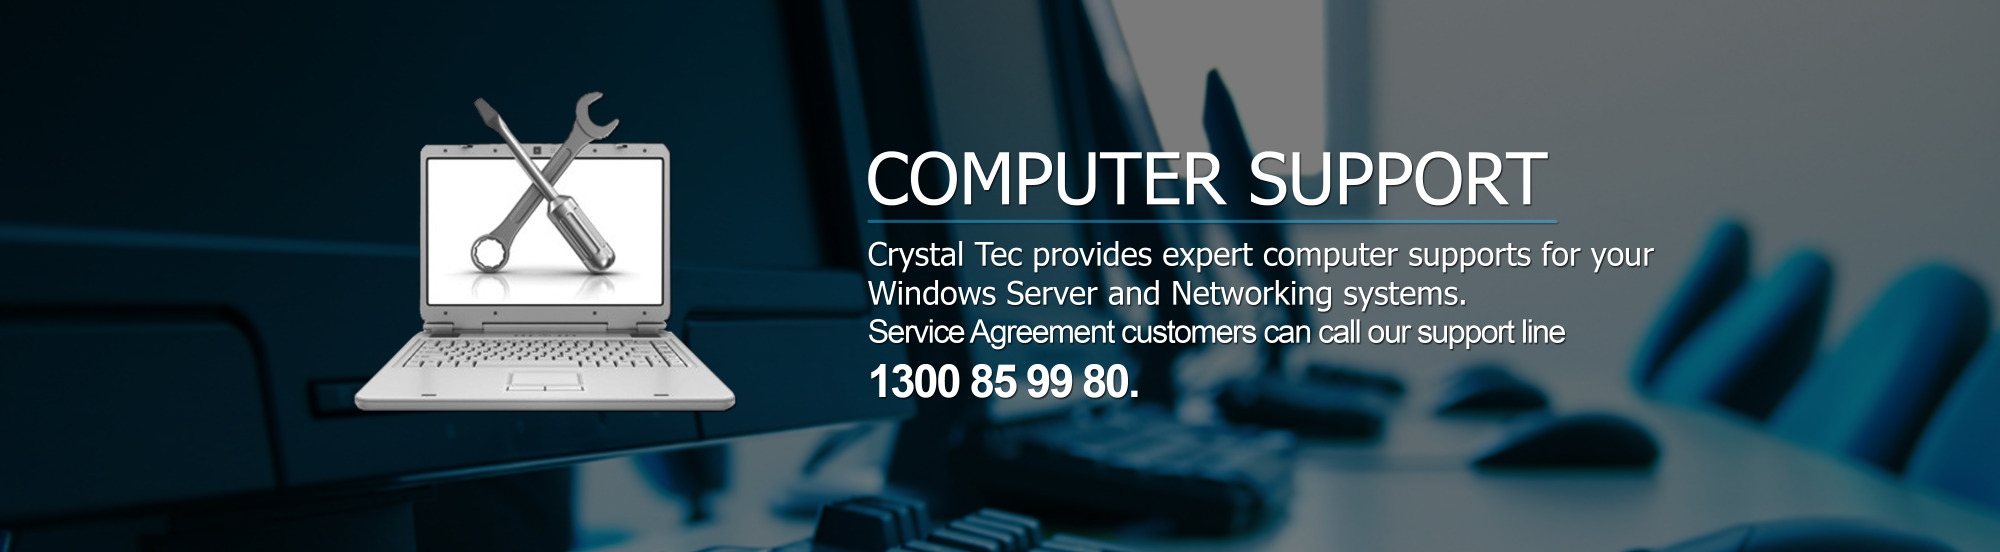 COMPUTER SUPPORT
Crystal Tec provides expert computer supports for your
Windows Server and Networking systems.
Service Agreement customers can call our support line
1300 85 99 80.